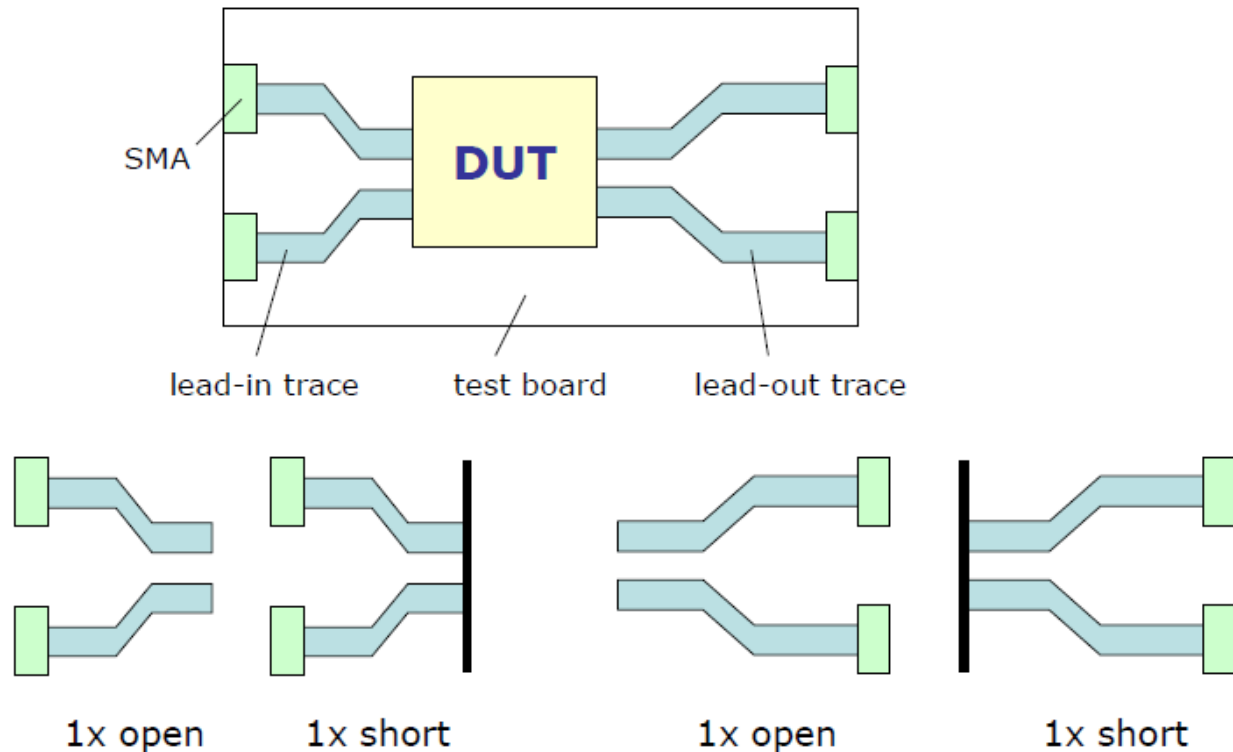 SMA
DUT
lead-in trace
test board
lead-out trace
1x open
1x short
1x open
1x short